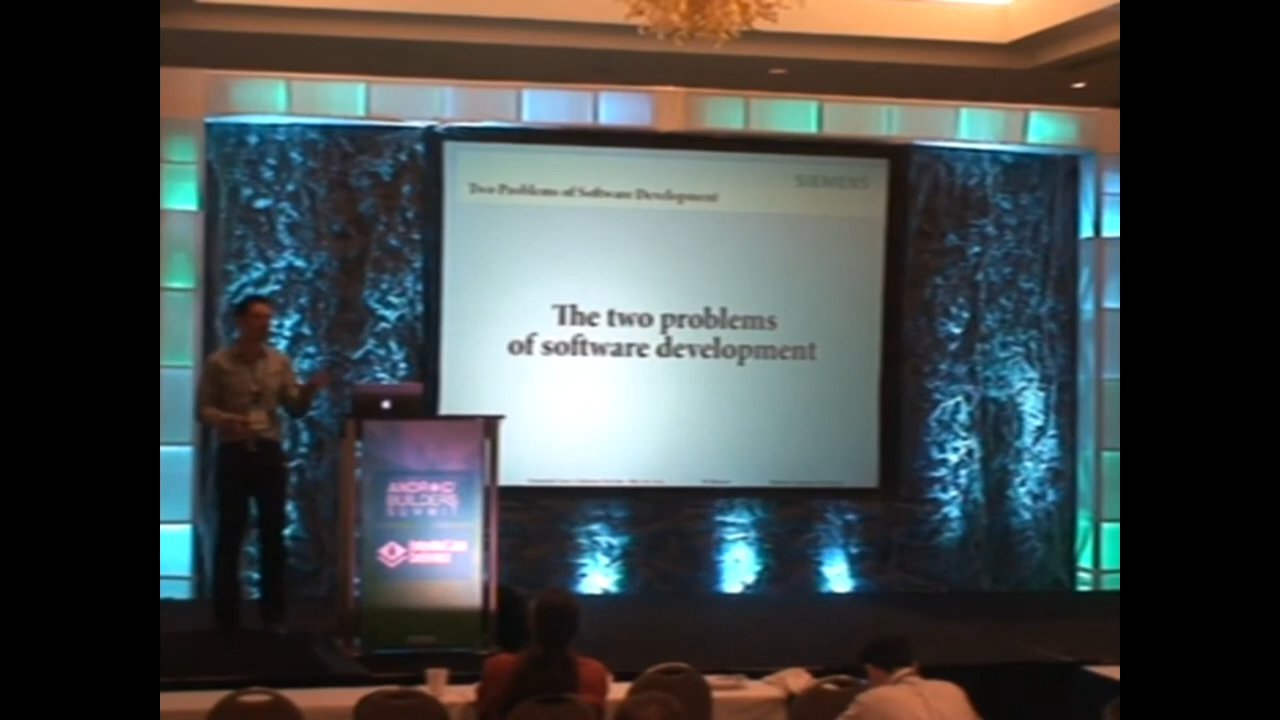 SIEMENS
Two Problems of Software Development
The two problems
of software development
ANDROID
BUILDERS
SUMMIT